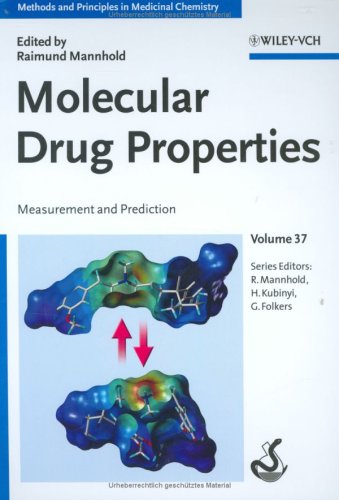 Methods and Principles in Medicinal Chemistry
Urheberrechtlich geschütztes Material
Edited by
Raimund Mannhold
WILEY-VCH
Molecular
Drug Properties
Measurement and Prediction
Volume 37
Series Editors:
R. Mannhold,
H. Kubinyi,
G. Folkers
Urheberrechtlich geschütztes Material